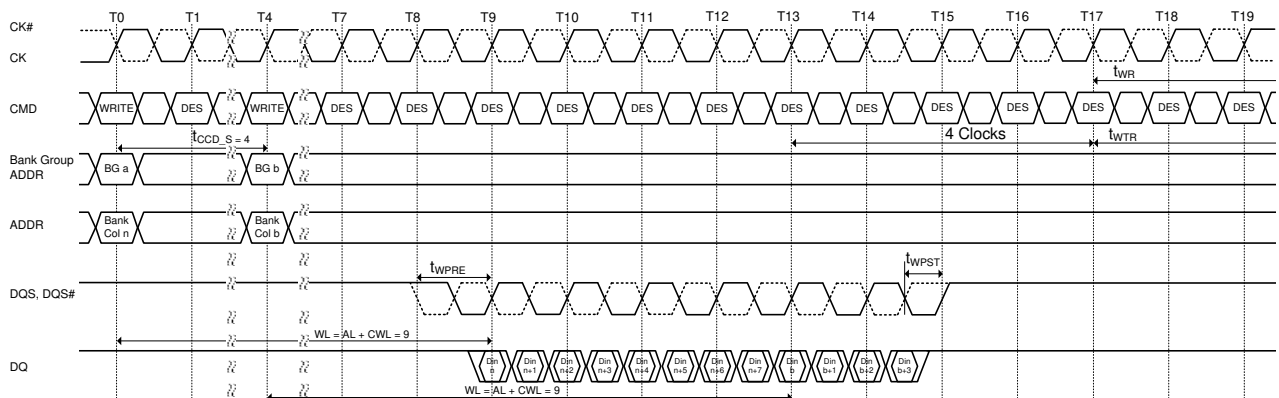 T0 T1 T4 T7 T8 T9 T10 T11 T12 T13 T14 T15 T16 T17 T18 T19
CK#
CK
tWR
CMD WRITE DES WRITE DES DES DES DES DES DES DES DES DES DES DES DES DES
tCCD_S = 4
4 Clocks
tWTR
Bank Group
ADDR
BG a BG b
ADDR
Bank
Col n
Bank
Col b
tWPRE
tWPST
DQS, DQS#
WL = AL + CWL = 9
DQ
Din
n
Din
n+1
Din
n+2
Din
n+3
Din
n+4
Din
n+5
Din
n+6
Din
n+7
Din
b
Din
b+1
Din
b+2
Din
b+3
WL = AL + CWL = 9